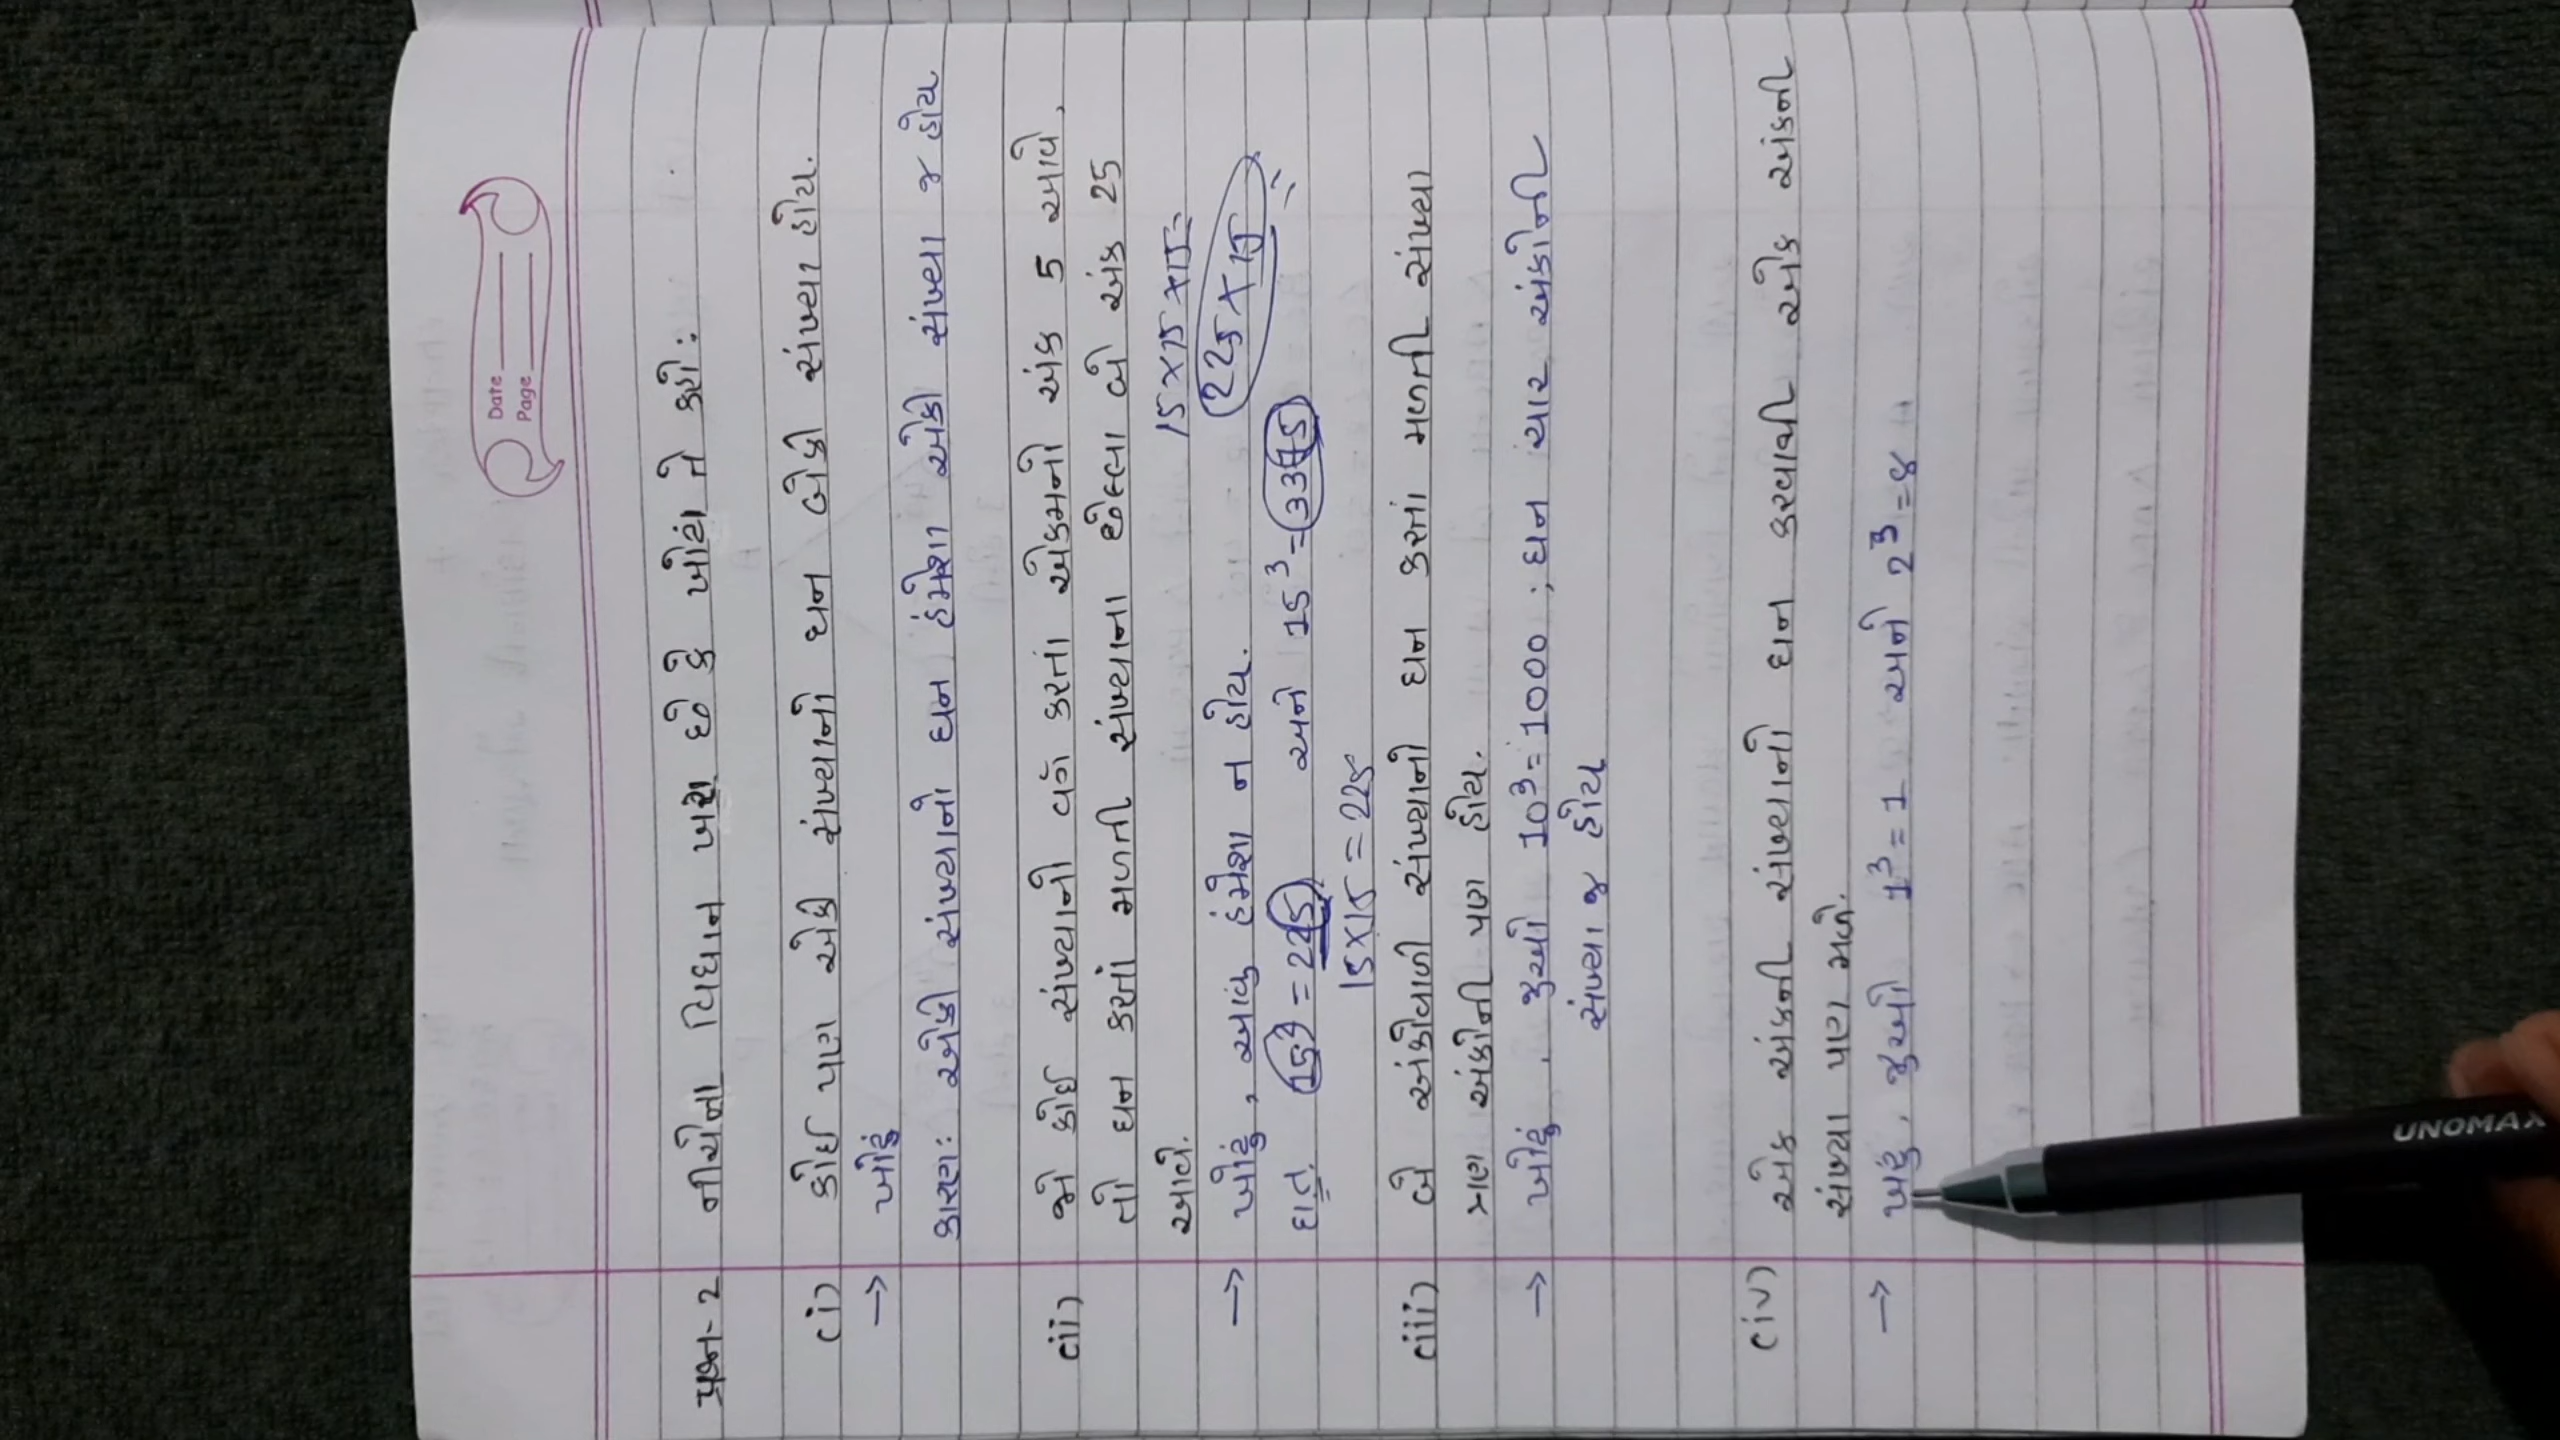 Date
Page
પ્રશ્ન-2 નીચેના વિધાન ખરા છે કે ખોટાં તે કહો :
(i) કોઈ પણ એકી સંખ્યાનો ઘન બેકી સંખ્યા હોય.
→ ખોટું
કારણ: એકી સંખ્યાનો ઘન હંમેશા એકી સંખ્યા જ હોય.
(ii) જો કોઈ સંખ્યાનો વર્ગ કરતાં એકમનો અંક 5 આવે,
તો ઘન કરતાં મળતી સંખ્યાના છેલ્લા બે અંક 25
આવે.
15×15×15=
→ ખોટું, આવું હંમેશા ન હોય.
225×15
દા.ત. 15² = 225 અને 15³ = 3375
15×15=225
(iii) બે અંકોવાળી સંખ્યાનો ઘન કરતાં મળતી સંખ્યા
ત્રણ અંકોની પણ હોય.
→ ખોટું. જુઓ 10³=1000 ; ઘન ચાર અંકોની
સંખ્યા જ હોય
(iv) એક અંકની સંખ્યાનો ઘન કરવાથી એક અંકની
સંખ્યા પણ મળે.
→ ખરું, જુઓ 1³=1 અને 2³=8
UNOMAX